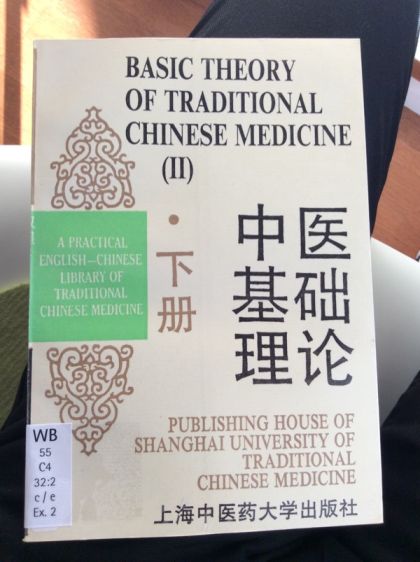 BASIC THEORY
OF TRADITIONAL
CHINESE MEDICINE
(II)
A PRACTICAL
ENGLISH—CHINESE
LIBRARY OF
TRADITIONAL
CHINESE MEDICINE
·下册
中医
基础
理论
PUBLISHING HOUSE OF
SHANGHAI UNIVERSITY OF
TRADITIONAL
CHINESE MEDICINE
上海中医药大学出版社
WB
55
C4
32:2
c / e
Ex. 2